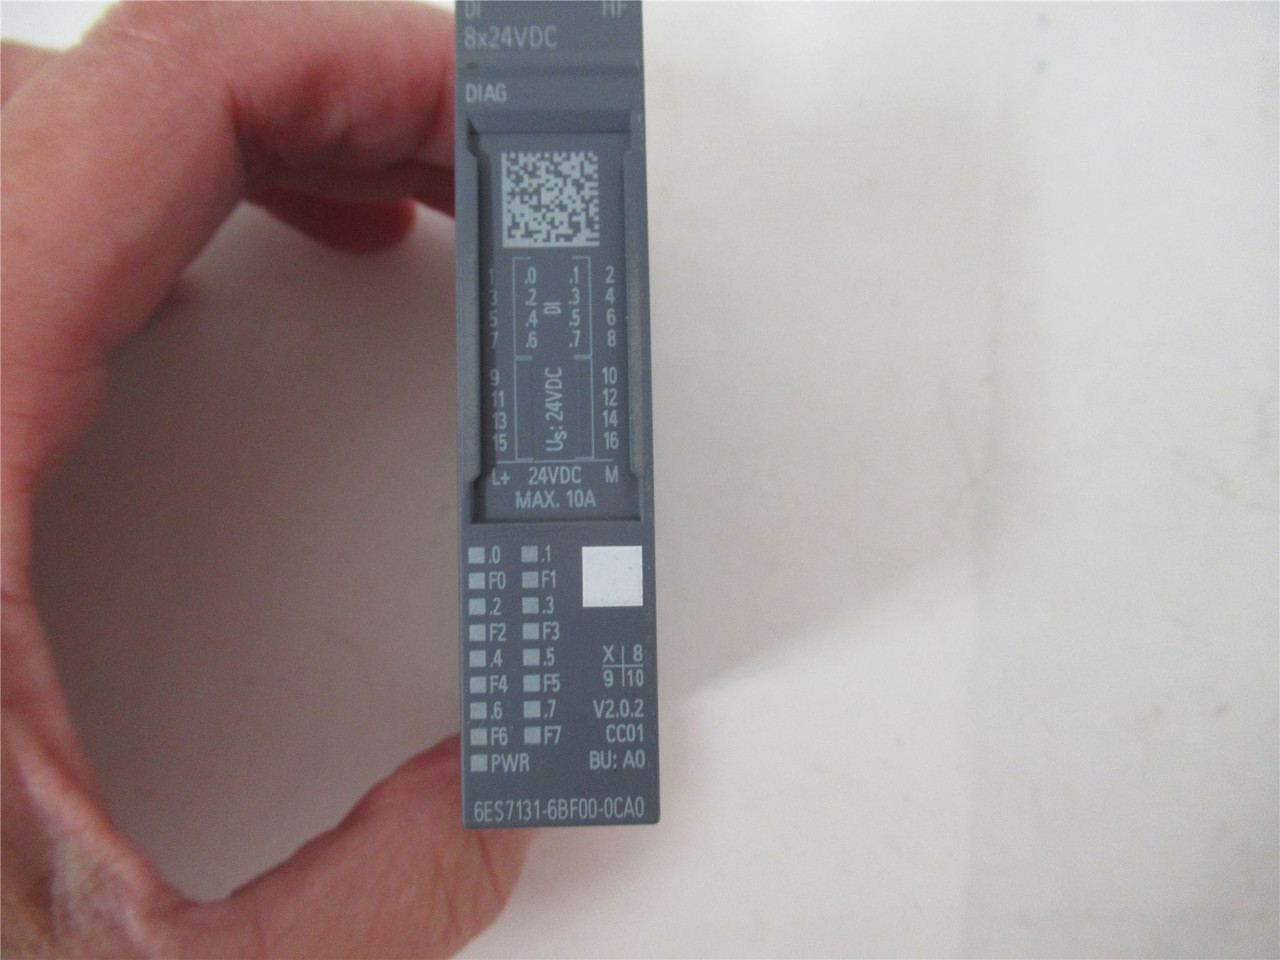 DI HF
8x24VDC
DIAG
1 .0 .1 2
3 .2 .3 4
DI
5 .4 .5 6
7 .6 .7 8
9 10
11 12
Us: 24VDC
13 14
15 16
L+ 24VDC M
MAX. 10A
.0 .1
F0 F1
.2 .3
F2 F3
.4 .5 X 8
F4 F5 9 10
.6 .7 V2.0.2
F6 F7 CC01
PWR BU: A0
6ES7131-6BF00-0CA0